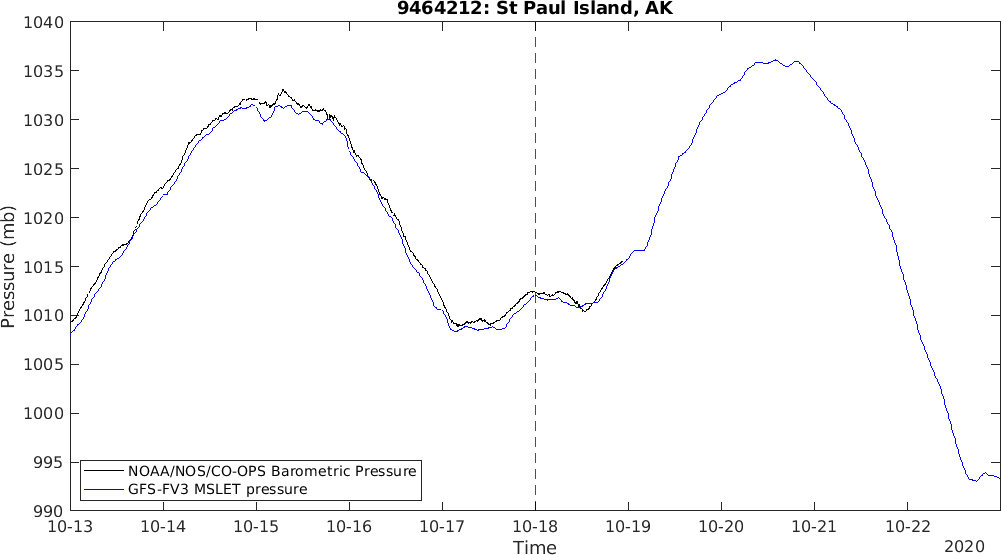 9464212: St Paul Island, AK
1040
1035
1030
1025
1020
1015
1010
1005
1000
995
990
Pressure (mb)
NOAA/NOS/CO-OPS Barometric Pressure
GFS-FV3 MSLET pressure
10-13 10-14 10-15 10-16 10-17 10-18 10-19 10-20 10-21 10-22
Time
2020